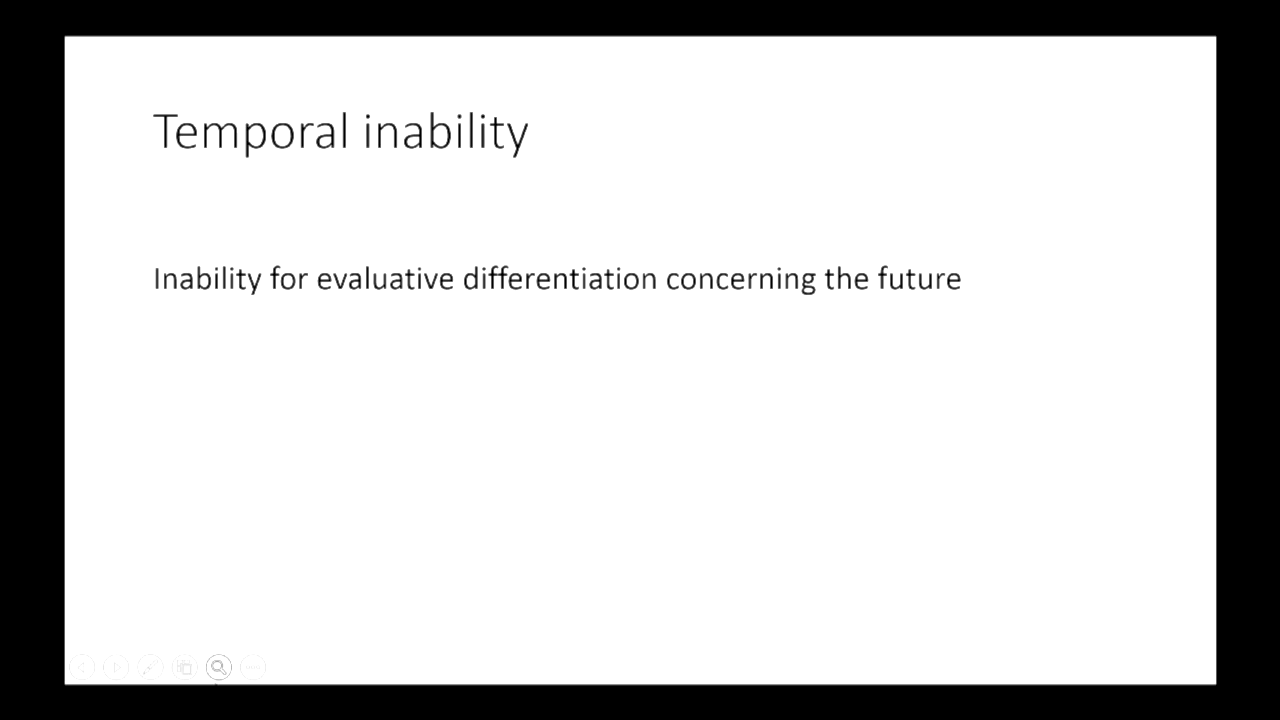 Temporal inability
Inability for evaluative differentiation concerning the future